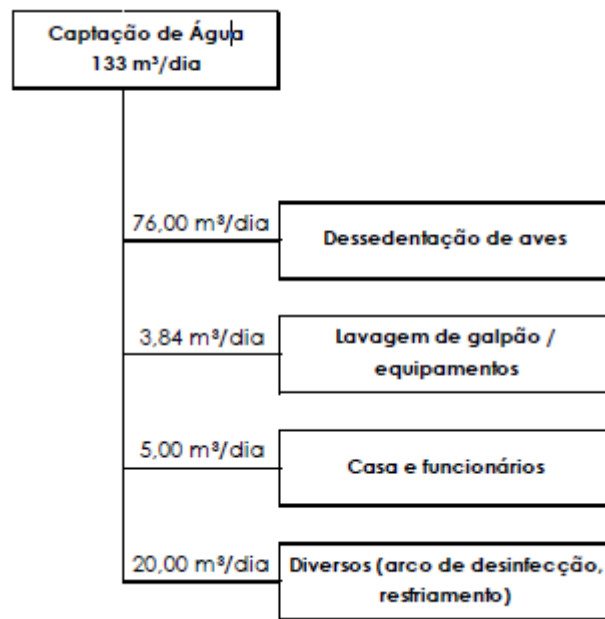 Captação de Água
133 m³/dia
76,00 m³/dia
Dessedentação de aves
3,84 m³/dia
Lavagem de galpão /
equipamentos
5,00 m³/dia
Casa e funcionários
20,00 m³/dia
Diversos (arco de desinfecção,
resfriamento)